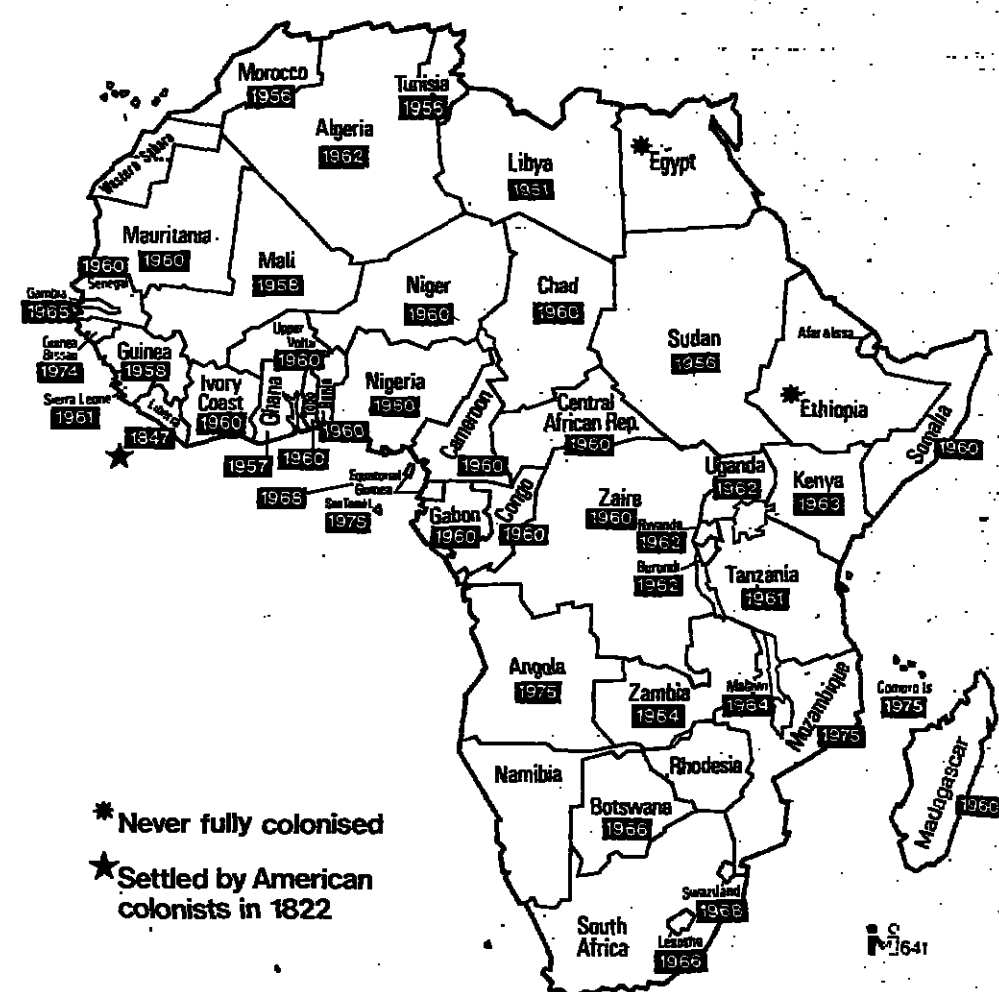 Morocco
1956
Tunisia
1956
Algeria
1962
Libya
1951
Egypt
Western Sahara
Mauritania
1960
Mali
1958
Niger
1960
Chad
1960
Sudan
1956
Afars & Issa
Ethiopia
Somalia
1960
1960
Senegal
Gambia
1965
Guinea
Bissau
1974
Guinea
1958
Sierra Leone
1961
Liberia
1847
Ivory
Coast
1960
Upper
Volta
1960
Ghana
1957
Togo
1960
1960
Nigeria
1960
Cameroon
1960
Central
African Rep.
1960
Equatorial
Guinea
1968
Sao Tome I.
1975
Gabon
1960
Congo
1960
Zaire
1960
Uganda
1962
Kenya
1963
Rwanda
1962
Burundi
1962
Tanzania
1961
Angola
1975
Zambia
1964
Malawi
1964
Mozambique
1975
Comoro is
1975
Madagascar
1960
Namibia
Rhodesia
Botswana
1966
Swaziland
1968
South
Africa
Lesotho
1966
Never fully colonised
Settled by American
colonists in 1822
641